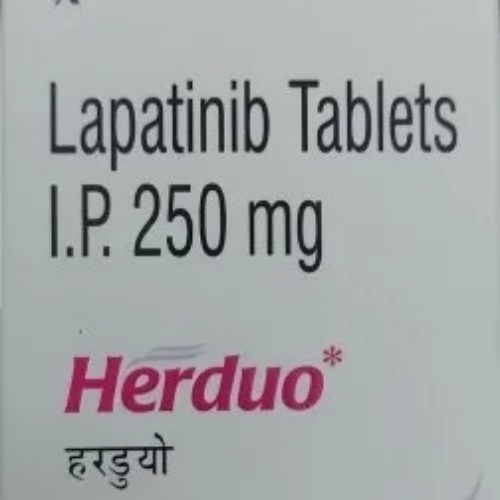 Lapatinib Tablets
I.P. 250 mg
Herduo*
हरडुयो